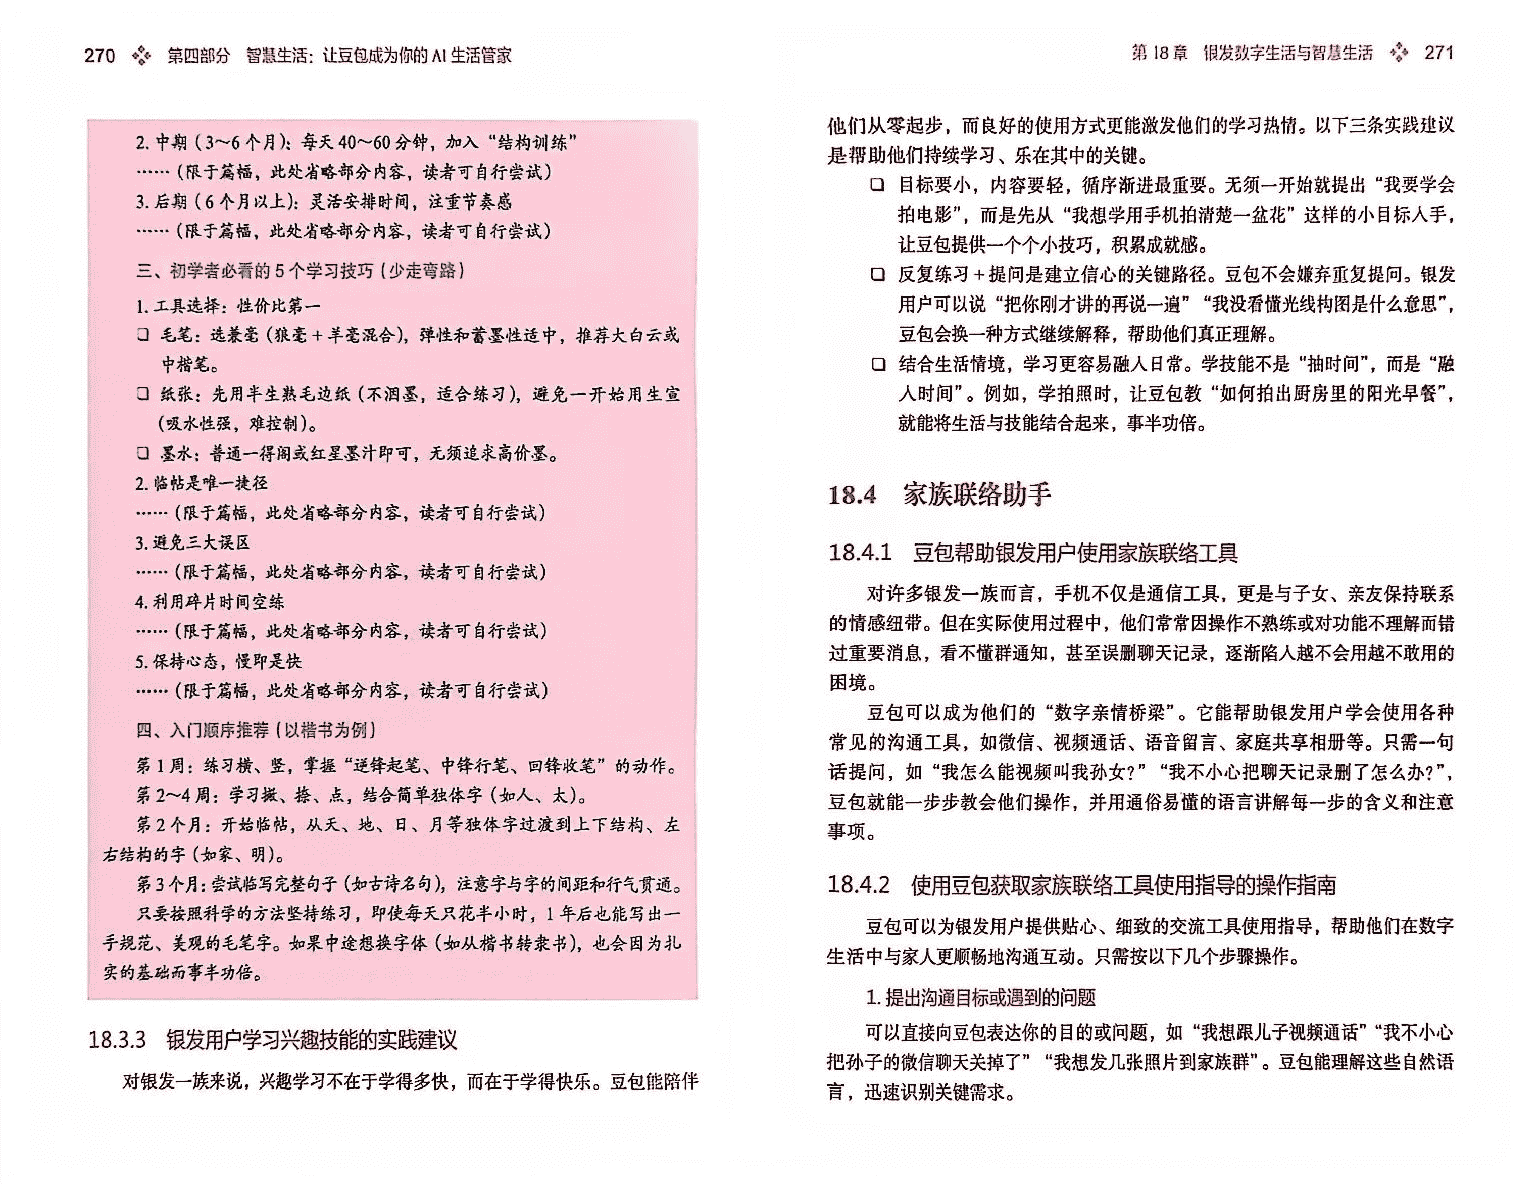 270 第四部分 智慧生活：让豆包成为你的 AI 生活管家
2. 中期（3～6 个月）：每天 40～60 分钟，加入“结构训练”
……（限于篇幅，此处省略部分内容，读者可自行尝试）
3. 后期（6 个月以上）：灵活安排时间，注重节奏感
……（限于篇幅，此处省略部分内容，读者可自行尝试）
三、初学者必看的 5 个学习技巧（少走弯路）
1. 工具选择：性价比第一
❑ 毛笔：选兼毫（狼毫＋羊毫混合），弹性和蓄墨性适中，推荐大白云或
中楷笔。
❑ 纸张：先用半生熟毛边纸（不洇墨，适合练习），避免一开始用生宣
（吸水性强，难控制）。
❑ 墨水：普通一得阁或红星墨汁即可，无须追求高价墨。
2. 临帖是唯一捷径
……（限于篇幅，此处省略部分内容，读者可自行尝试）
3. 避免三大误区
……（限于篇幅，此处省略部分内容，读者可自行尝试）
4. 利用碎片时间空练
……（限于篇幅，此处省略部分内容，读者可自行尝试）
5. 保持心态，慢即是快
……（限于篇幅，此处省略部分内容，读者可自行尝试）
四、入门顺序推荐（以楷书为例）
第 1 周：练习横、竖，掌握“逆锋起笔、中锋行笔、回锋收笔”的动作。
第 2～4 周：学习撇、捺、点，结合简单独体字（如人、太）。
第 2 个月：开始临帖，从天、地、日、月等独体字过渡到上下结构、左
右结构的字（如家、明）。
第 3 个月：尝试临写完整句子（如古诗名句），注意字与字的间距和行气贯通。
只要按照科学的方法坚持练习，即使每天只花半小时，1 年后也能写出一
手规范、美观的毛笔字。如果中途想换字体（如从楷书转隶书），也会因为扎
实的基础而事半功倍。
18.3.3 银发用户学习兴趣技能的实践建议
对银发一族来说，兴趣学习不在于学得多快，而在于学得快乐。豆包能陪伴
第 18 章 银发数字生活与智慧生活 271
他们从零起步，而良好的使用方式更能激发他们的学习热情。以下三条实践建议
是帮助他们持续学习、乐在其中的关键。
❑ 目标要小，内容要轻，循序渐进最重要。无须一开始就提出“我要学会
拍电影”，而是先从“我想学用手机拍清楚一盆花”这样的小目标入手，
让豆包提供一个个小技巧，积累成就感。
❑ 反复练习＋提问是建立信心的关键路径。豆包不会嫌弃重复提问。银发
用户可以说“把你刚才讲的再说一遍”“我没看懂光线构图是什么意思”，
豆包会换一种方式继续解释，帮助他们真正理解。
❑ 结合生活情境，学习更容易融入日常。学技能不是“抽时间”，而是“融
入时间”。例如，学拍照时，让豆包教“如何拍出厨房里的阳光早餐”，
就能将生活与技能结合起来，事半功倍。
18.4 家族联络助手
18.4.1 豆包帮助银发用户使用家族联络工具
对许多银发一族而言，手机不仅是通信工具，更是与子女、亲友保持联系
的情感纽带。但在实际使用过程中，他们常常因操作不熟练或对功能不理解而错
过重要消息，看不懂群通知，甚至误删聊天记录，逐渐陷入越不会用越不敢用的
困境。
豆包可以成为他们的“数字亲情桥梁”。它能帮助银发用户学会使用各种
常见的沟通工具，如微信、视频通话、语音留言、家庭共享相册等。只需一句
话提问，如“我怎么能视频叫我孙女？”“我不小心把聊天记录删了怎么办？”，
豆包就能一步步教会他们操作，并用通俗易懂的语言讲解每一步的含义和注意
事项。
18.4.2 使用豆包获取家族联络工具使用指导的操作指南
豆包可以为银发用户提供贴心、细致的交流工具使用指导，帮助他们在数字
生活中与家人更顺畅地沟通互动。只需按以下几个步骤操作。
1. 提出沟通目标或遇到的问题
可以直接向豆包表达你的目的或问题，如“我想跟儿子视频通话”“我不小心
把孙子的微信聊天关掉了”“我想发几张照片到家族群”。豆包能理解这些自然语
言，迅速识别关键需求。